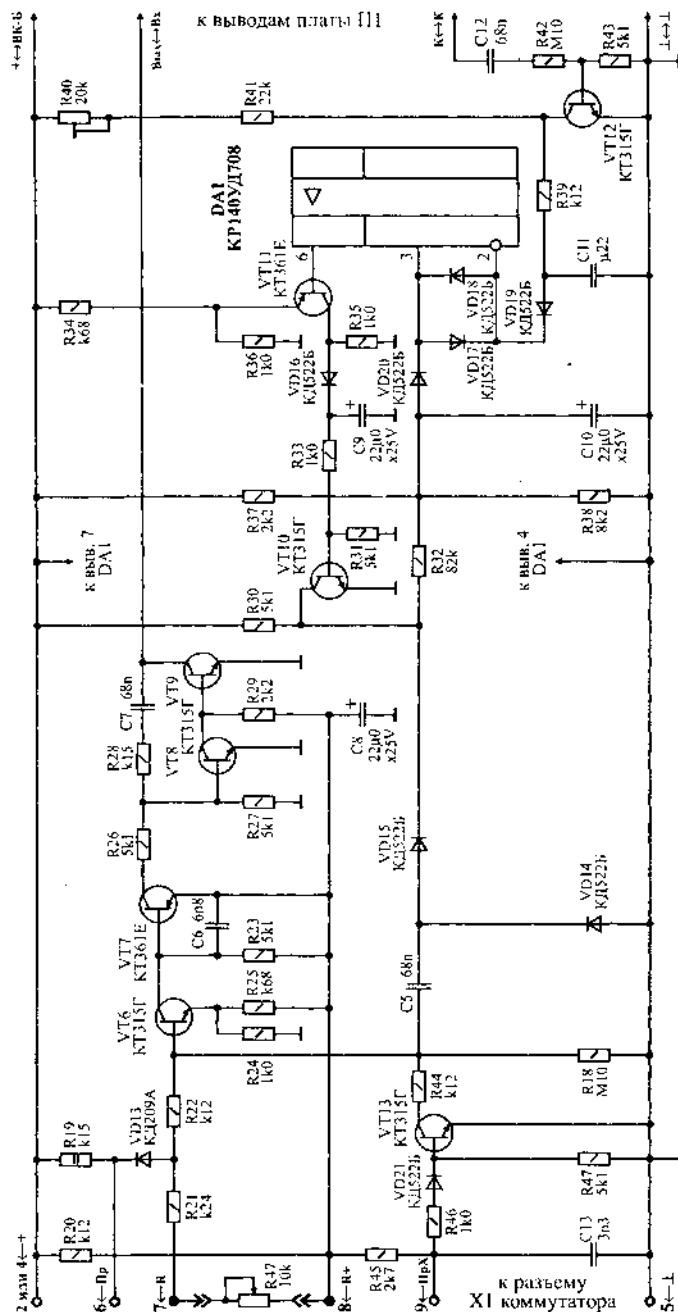 к выводам платы П1
+↔НК-Б
Вых↔Вх
К↔К
⊥↔⊥
C12
68n
R42
M10
R43
5k1
R40
20k
R41
22k
VT12
КТ315Г
DA1
КР140УД708
R39
k12
6
3
2
VT11
КТ361Е
C11
µ22
R34
k68
R36
1k0
R35
1k0
VD18
КД522Б
VD19
КД522Б
VD16
КД522Б
VD20
КД522Б
VD17
КД522Б
+
C9
22µ0
x25V
+
C10
22µ0
x25V
R33
1k0
R37
2k2
R38
8k2
к выв. 7
DA1
VT10
КТ315Г
R31
5k1
R32
82k
к выв. 4
DA1
R30
5k1
C7
68n
VT9
КТ315Г
R29
2k2
+
C8
22µ0
x25V
R28
k15
VT8
R26
5k1
R27
5k1
VD15
КД522Б
VD14
КД522Б
VT7
КТ361Е
C6
6n8
R23
5k1
R25
k68
C5
68n
VT6
КТ315Г
R24
1k0
R44
k12
R18
M10
R19
k15
VD13
КД209А
R22
k12
VT13
КТ315Г
VD21
КД522Б
R47
5k1
R20
k12
R21
k24
R46
1k0
R47
10k
R45
2k7
C13
3n3
2 или 4←+
6←Пр
7←R
8←R+
9←ПрХ
5←⊥
к разъему
X1 коммутатора